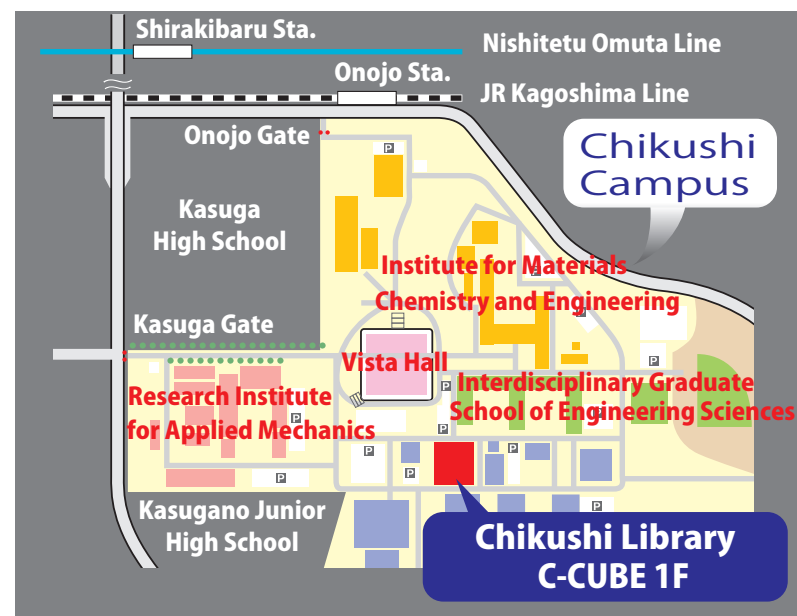 Shirakibaru Sta.
Nishitetu Omuta Line
Onojo Sta.
JR Kagoshima Line
Onojo Gate
P
Chikushi
Campus
Kasuga
High School
Institute for Materials
P
Chemistry and Engineering
P
Kasuga Gate
Vista Hall
P
Interdisciplinary Graduate
P
School of Engineering Sciences
Research Institute
P
for Applied Mechanics
P
P
P
P
P
Kasugano Junior
High School
P
P
Chikushi Library
C-CUBE 1F